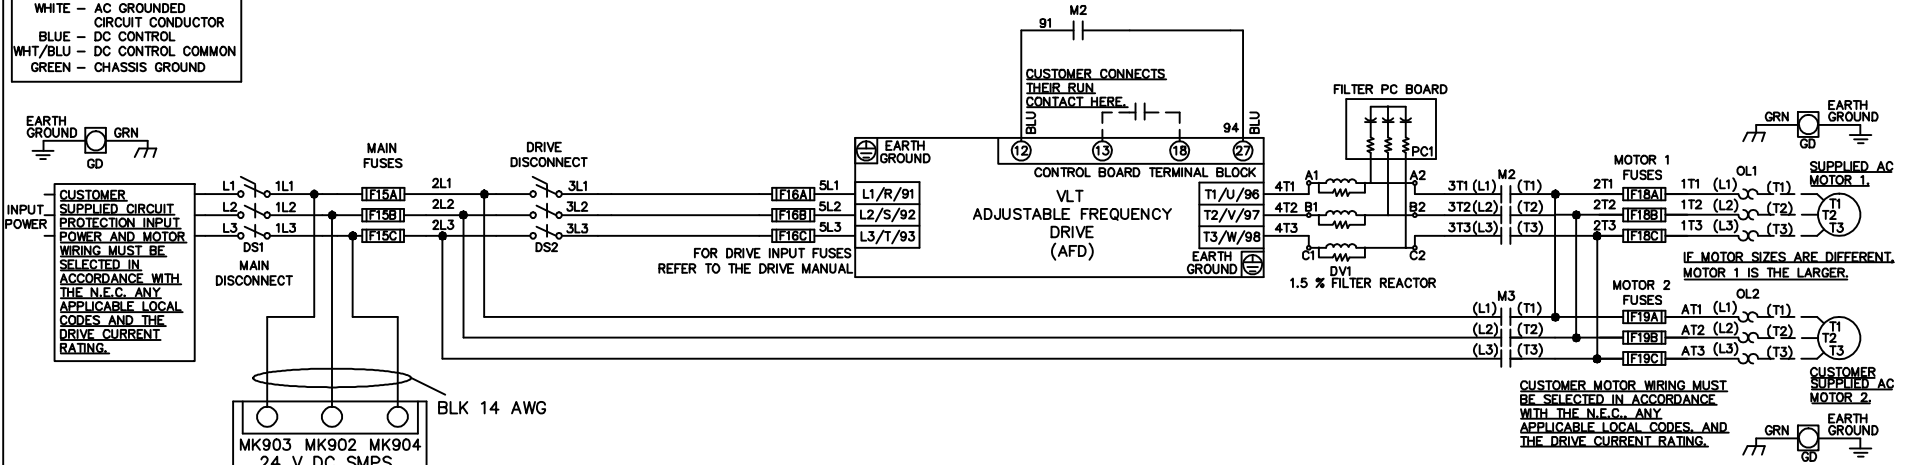 WHITE – AC GROUNDED
CIRCUIT CONDUCTOR
BLUE – DC CONTROL
WHT/BLU – DC CONTROL COMMON
GREEN – CHASSIS GROUND
EARTH
GROUND
GRN
GD
INPUT
POWER
CUSTOMER
SUPPLIED CIRCUIT
PROTECTION INPUT
POWER AND MOTOR
WIRING MUST BE
SELECTED IN
ACCORDANCE WITH
THE N.E.C. ANY
APPLICABLE LOCAL
CODES AND THE
DRIVE CURRENT
RATING.
L1
L2
L3
1L1
1L2
1L3
DS1
MAIN
DISCONNECT
MAIN
FUSES
F15A
F15B
F15C
2L1
2L2
2L3
DRIVE
DISCONNECT
3L1
3L2
3L3
DS2
BLK 14 AWG
MK903 MK902 MK904
24 V DC SMPS
F16A
F16B
F16C
5L1
5L2
5L3
FOR DRIVE INPUT FUSES
REFER TO THE DRIVE MANUAL
M2
91
BLU
94
BLU
CUSTOMER CONNECTS
THEIR RUN
CONTACT HERE.
12
13
18
27
CONTROL BOARD TERMINAL BLOCK
EARTH
GROUND
L1/R/91
L2/S/92
L3/T/93
VLT
ADJUSTABLE FREQUENCY
DRIVE
(AFD)
T1/U/96
T2/V/97
T3/W/98
EARTH
GROUND
4T1
4T2
4T3
A1
B1
C1
A2
B2
C2
DV1
1.5 % FILTER REACTOR
FILTER PC BOARD
PC1
M2
3T1 (L1) (T1)
3T2(L2) (T2)
3T3(L3) (T3)
M3
(L1) (T1)
(L2) (T2)
(L3) (T3)
MOTOR 1
FUSES
2T1
2T2
2T3
F18A
F18B
F18C
1T1 (L1)
1T2 (L2)
1T3 (L3)
OL1
(T1)
(T2)
(T3)
T1
T2
T3
GRN
EARTH
GROUND
GD
SUPPLIED AC
MOTOR 1.
IF MOTOR SIZES ARE DIFFERENT,
MOTOR 1 IS THE LARGER.
MOTOR 2
FUSES
F19A
F19B
F19C
AT1 (L1)
AT2 (L2)
AT3 (L3)
OL2
(T1)
(T2)
(T3)
T1
T2
T3
CUSTOMER
SUPPLIED AC
MOTOR 2.
CUSTOMER MOTOR WIRING MUST
BE SELECTED IN ACCORDANCE
WITH THE N.E.C., ANY
APPLICABLE LOCAL CODES, AND
THE DRIVE CURRENT RATING.
GRN
EARTH
GROUND
GD